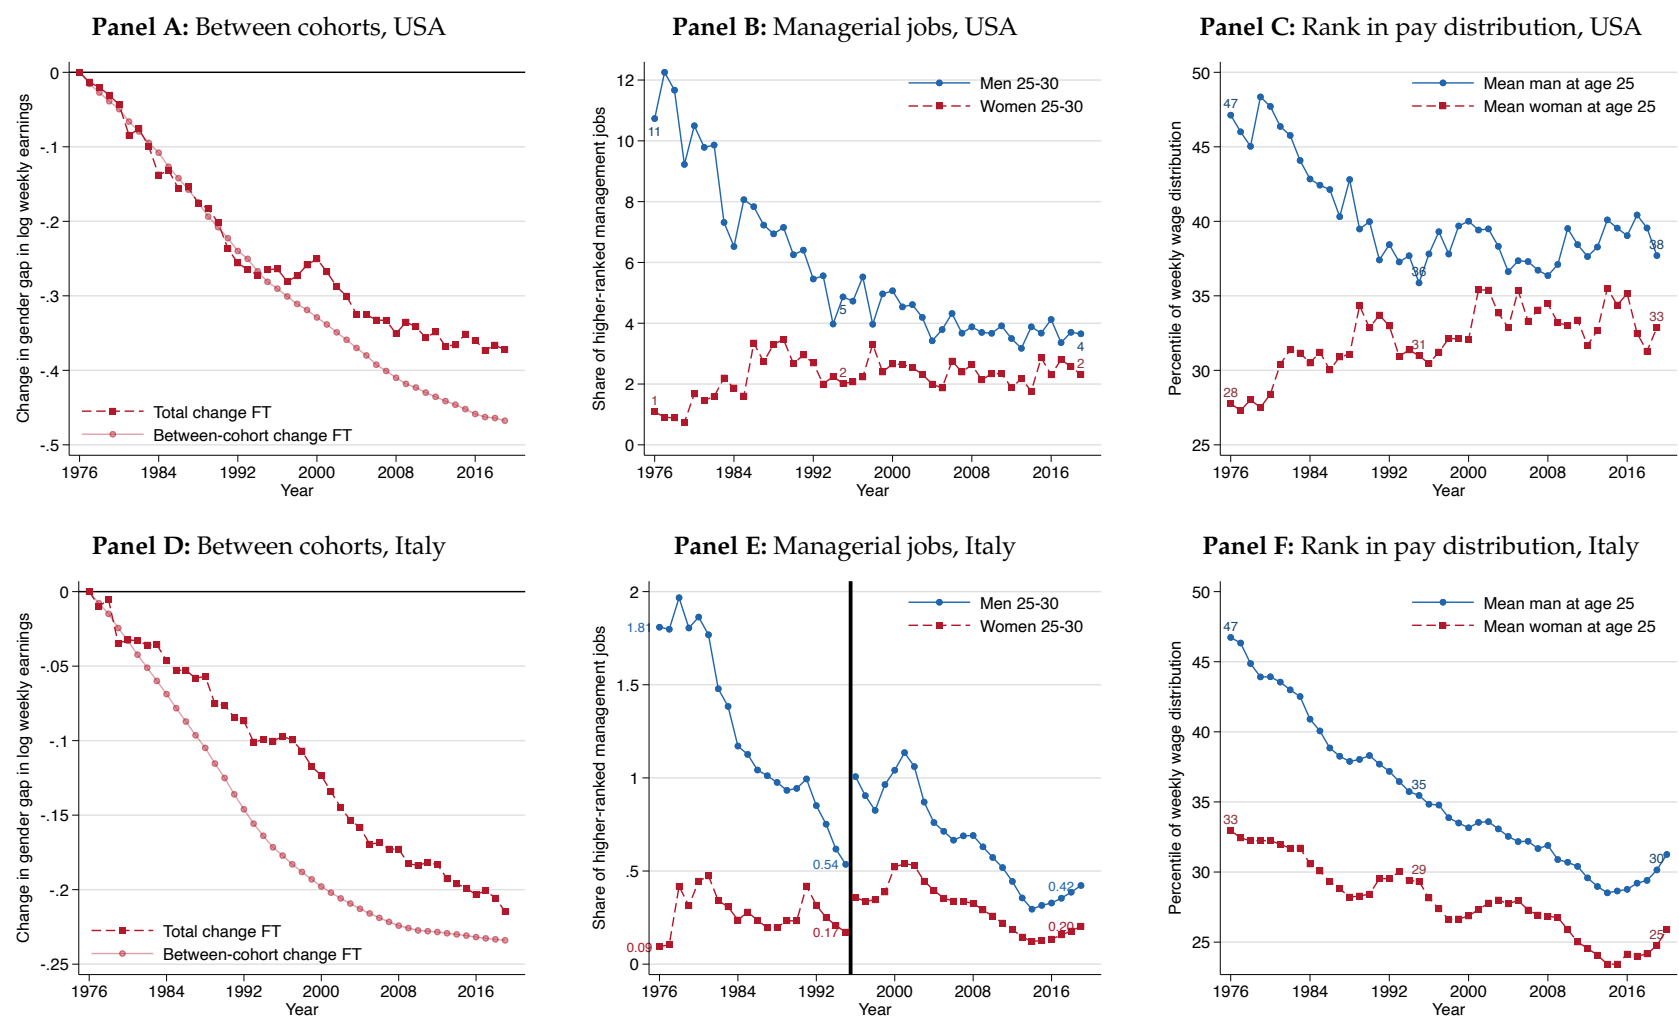 Panel A: Between cohorts, USA
Change in gender gap in log weekly earnings
0
-.1
-.2
-.3
-.4
-.5
Total change FT
Between-cohort change FT
1976 1984 1992 2000 2008 2016
Year
Panel B: Managerial jobs, USA
Share of higher-ranked management jobs
12
10
8
6
4
2
0
Men 25-30
Women 25-30
11
5
4
1
2
2
1976 1984 1992 2000 2008 2016
Year
Panel C: Rank in pay distribution, USA
Percentile of weekly wage distribution
50
45
40
35
30
25
Mean man at age 25
Mean woman at age 25
47
36
38
28
31
33
1976 1984 1992 2000 2008 2016
Year
Panel D: Between cohorts, Italy
Change in gender gap in log weekly earnings
0
-.05
-.1
-.15
-.2
-.25
Total change FT
Between-cohort change FT
1976 1984 1992 2000 2008 2016
Year
Panel E: Managerial jobs, Italy
Share of higher-ranked management jobs
2
1.5
1
.5
0
Men 25-30
Women 25-30
1.81
0.54
0.42
0.09
0.17
0.20
1976 1984 1992 2000 2008 2016
Year
Panel F: Rank in pay distribution, Italy
Percentile of weekly wage distribution
50
45
40
35
30
25
Mean man at age 25
Mean woman at age 25
47
35
30
33
29
25
1976 1984 1992 2000 2008 2016
Year